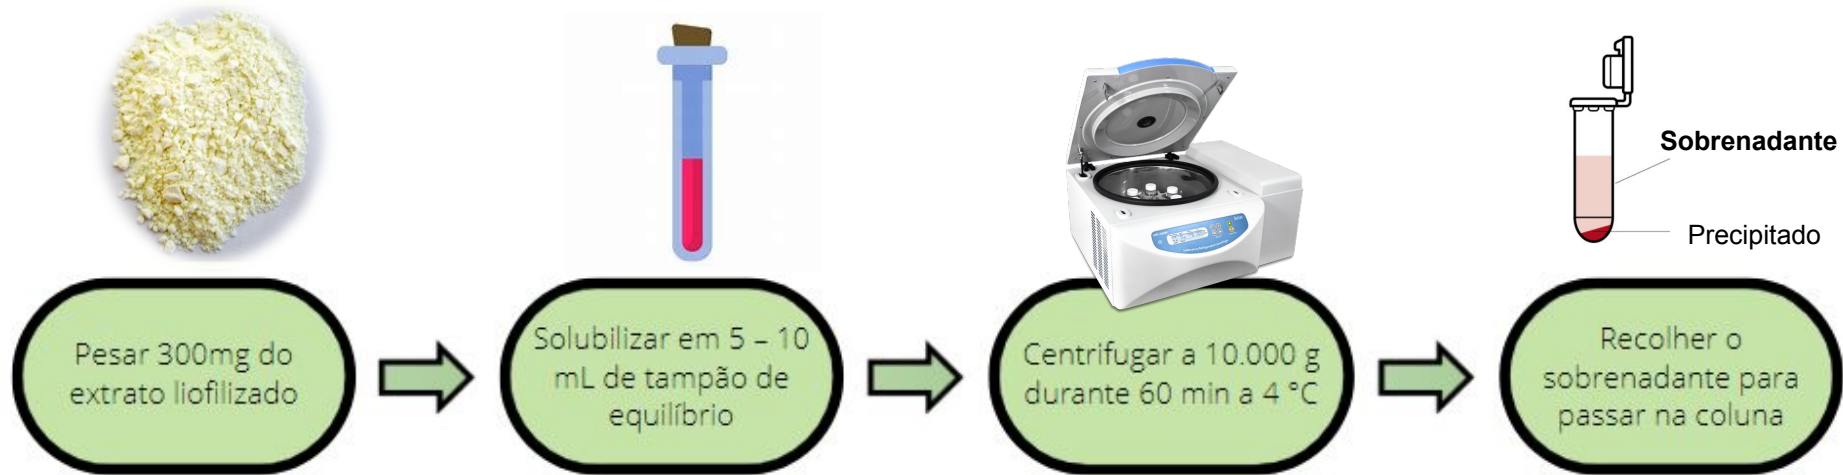 Sobrenadante
Precipitado
Pesar 300mg do
extrato liofilizado
Solubilizar em 5 – 10
mL de tampão de
equilíbrio
Centrifugar a 10.000 g
durante 60 min a 4 °C
Recolher o
sobrenadante para
passar na coluna